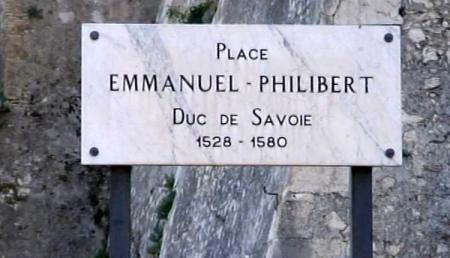 Place
EMMANUEL - PHILIBERT
Duc de Savoie
1528 - 1580